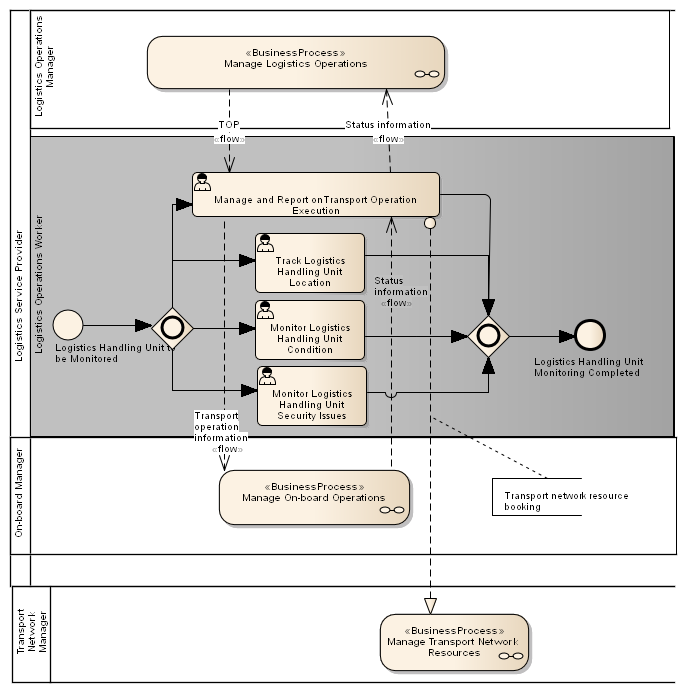 Logistics Operations
Manager
«BusinessProcess»
Manage Logistics Operations
TOP
«flow»
Status information
«flow»
Logistics Service Provider
Logistics Operations Worker
Manage and Report onTransport Operation
Execution
Track Logistics
Handling Unit
Location
Status
information
«flow»
Monitor Logistics
Handling Unit
Condition
Logistics Handling Unit to
be Monitored
Logistics Handling Unit
Monitoring Completed
Monitor Logistics
Handling Unit
Security Issues
Transport
operation
information
«flow»
On-board Manager
«BusinessProcess»
Manage On-board Operations
Transport network resource
booking
Transport
Network
Manager
«BusinessProcess»
Manage Transport Network
Resources